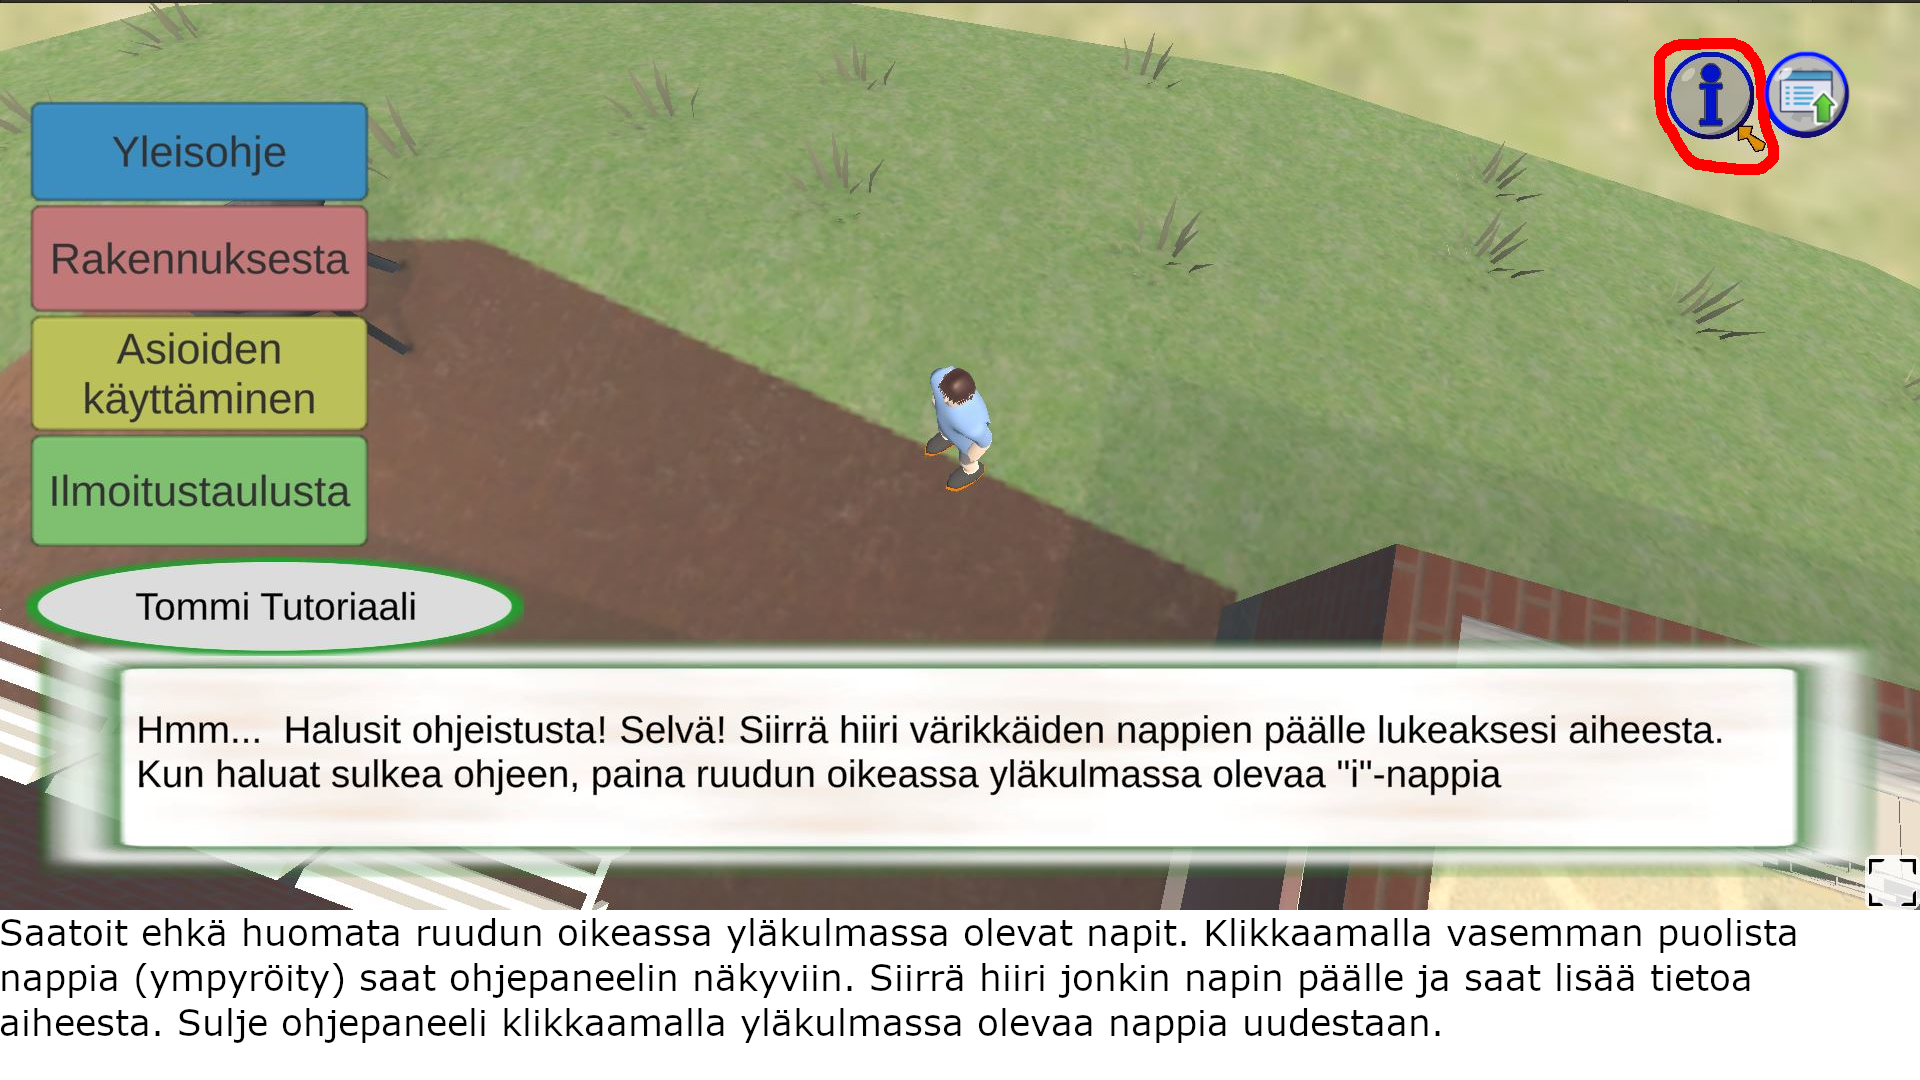 i
Yleisohje
Rakennuksesta
Asioiden
käyttäminen
Ilmoitustaulusta
Tommi Tutoriaali
Hmm...  Halusit ohjeistusta! Selvä! Siirrä hiiri värikkäiden nappien päälle lukeaksesi aiheesta.
Kun haluat sulkea ohjeen, paina ruudun oikeassa yläkulmassa olevaa "i"-nappia
Saatoit ehkä huomata ruudun oikeassa yläkulmassa olevat napit. Klikkaamalla vasemman puolista
nappia (ympyröity) saat ohjepaneelin näkyviin. Siirrä hiiri jonkin napin päälle ja saat lisää tietoa
aiheesta. Sulje ohjepaneeli klikkaamalla yläkulmassa olevaa nappia uudestaan.